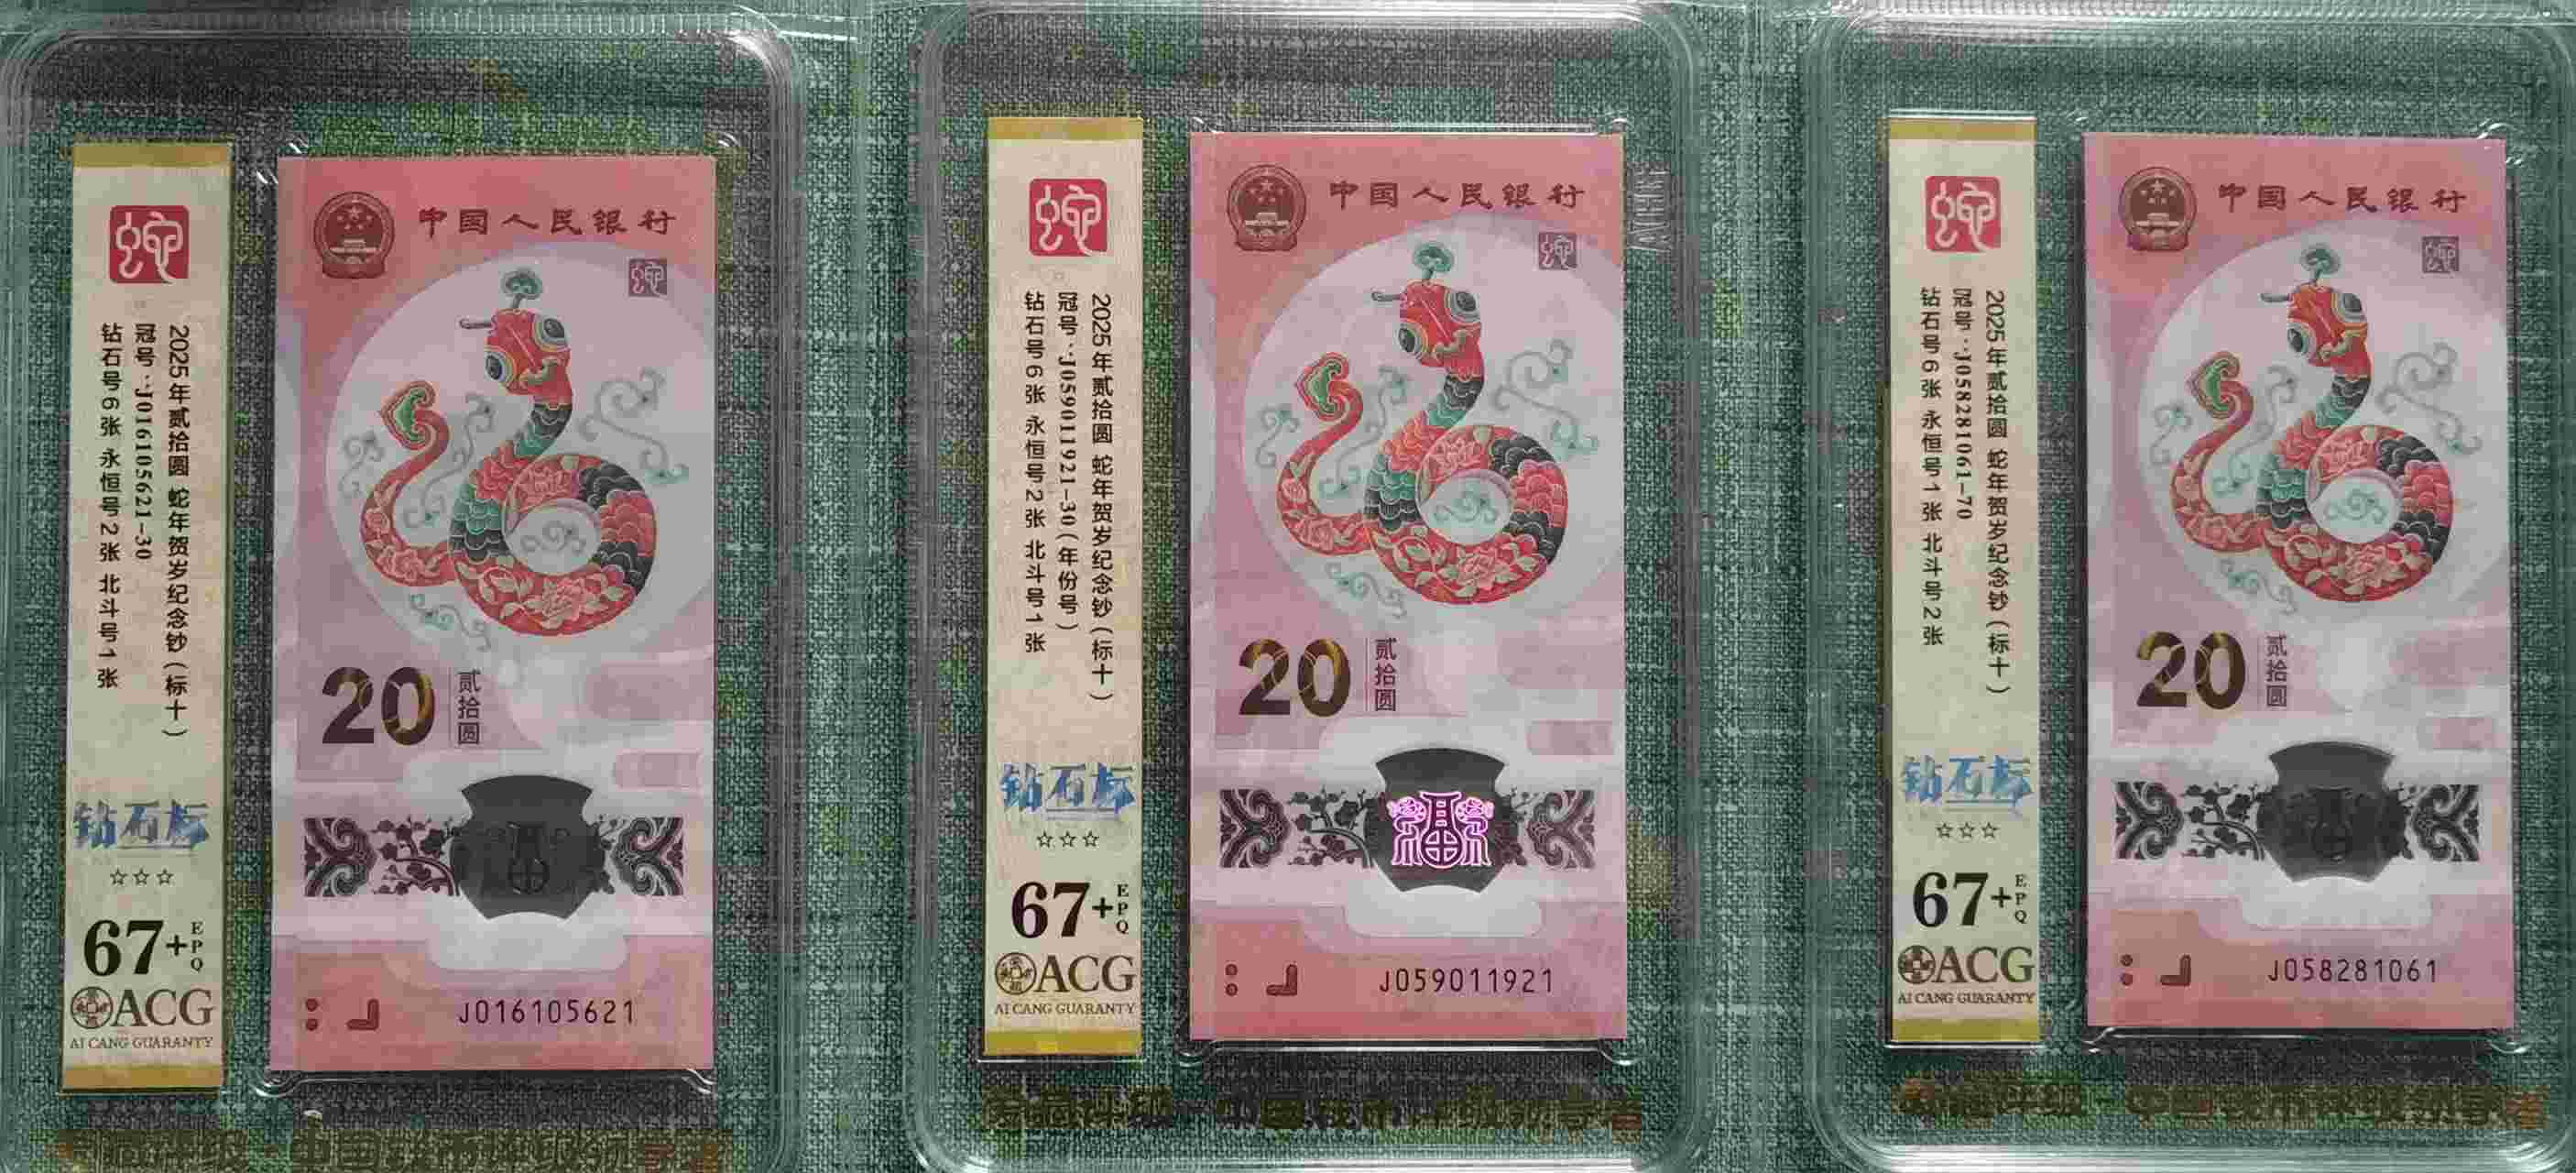 蛇
2025年贰拾圆 蛇年贺岁纪念钞(标十)
冠号:J016105621-30
钻石号6张 永恒号2张 北斗号1张
钻石标
☆☆☆
67+EPQ
ACG
AI CANG GUARANTY
中国人民银行
蛇
20
贰拾圆
J016105621
蛇
2025年贰拾圆 蛇年贺岁纪念钞(标十)
冠号:J059011921-30(年份号)
钻石号6张 永恒号2张 北斗号1张
钻石标
☆☆☆
67+EPQ
ACG
AI CANG GUARANTY
中国人民银行
蛇
20
贰拾圆
福
J059011921
蛇
2025年贰拾圆 蛇年贺岁纪念钞(标十)
冠号:J058281061-70
钻石号6张 永恒号1张 北斗号2张
钻石标
☆☆☆
67+EPQ
ACG
AI CANG GUARANTY
中国人民银行
蛇
20
贰拾圆
J058281061